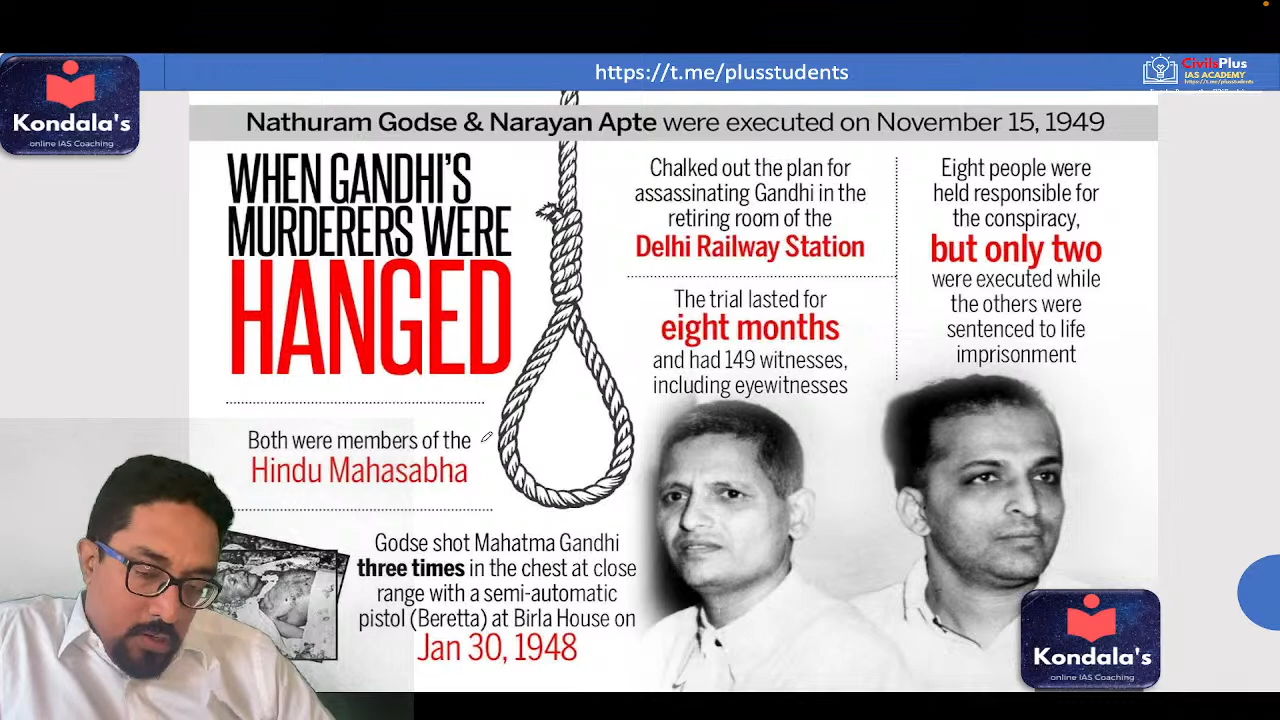 https://t.me/plusstudents
CivilsPlus
IAS ACADEMY
https://t.me/plusstudents
Kondala's
online IAS Coaching
Nathuram Godse & Narayan Apte were executed on November 15, 1949
WHEN GANDHI'S
MURDERERS WERE
HANGED
Both were members of the
Hindu Mahasabha
Godse shot Mahatma Gandhi
three times in the chest at close
range with a semi-automatic
pistol (Beretta) at Birla House on
Jan 30, 1948
Chalked out the plan for
assassinating Gandhi in the
retiring room of the
Delhi Railway Station
The trial lasted for
eight months
and had 149 witnesses,
including eyewitnesses
Eight people were
held responsible for
the conspiracy,
but only two
were executed while
the others were
sentenced to life
imprisonment
Kondala's
online IAS Coaching